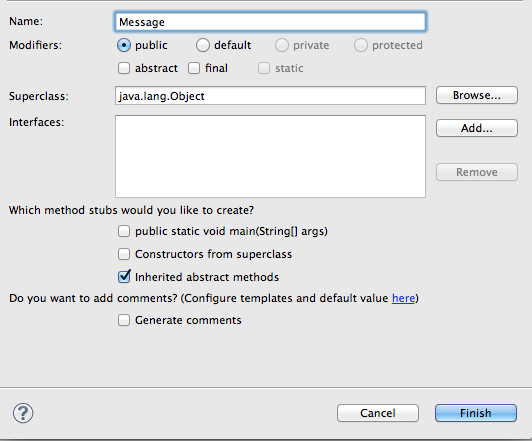 Name: Message
Modifiers: public default private protected
abstract final static
Superclass: java.lang.Object Browse...
Interfaces: Add...
Remove
Which method stubs would you like to create?
public static void main(String[] args)
Constructors from superclass
Inherited abstract methods
Do you want to add comments? (Configure templates and default value here)
Generate comments
? Cancel Finish